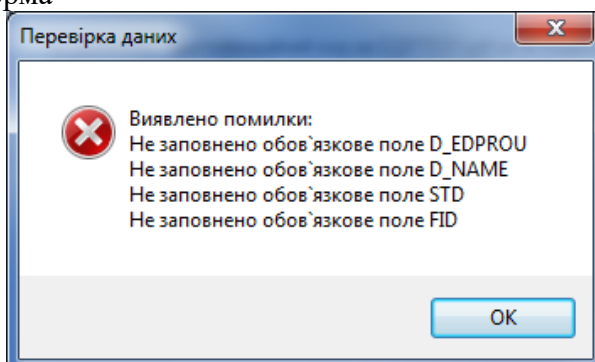 Перевірка даних
Виявлено помилки:
Не заповнено обов`язкове поле D_EDPROU
Не заповнено обов`язкове поле D_NAME
Не заповнено обов`язкове поле STD
Не заповнено обов`язкове поле FID
OK